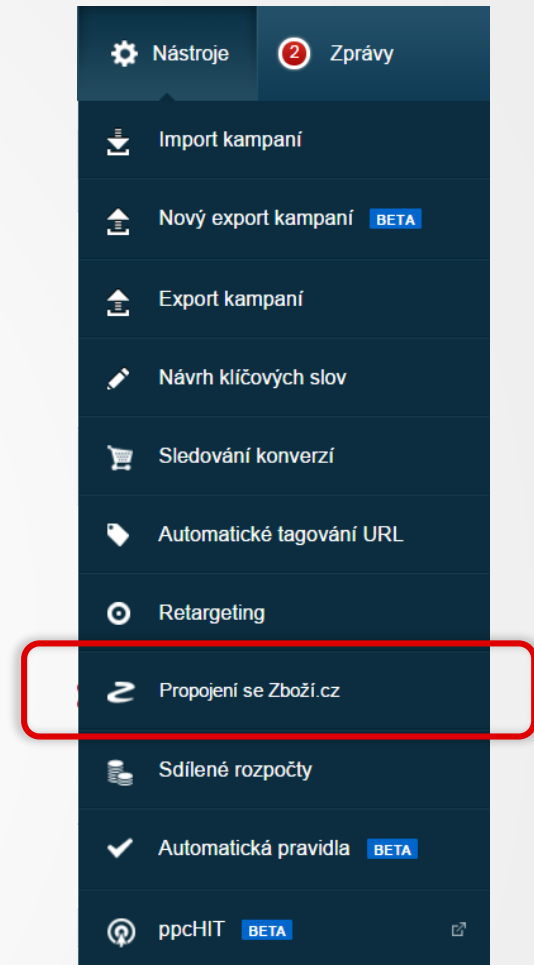 Nástroje 2 Zprávy
Import kampaní
Nový export kampaní BETA
Export kampaní
Návrh klíčových slov
Sledování konverzí
Automatické tagování URL
Retargeting
Propojení se Zboží.cz
Sdílené rozpočty
Automatická pravidla BETA
ppcHIT BETA